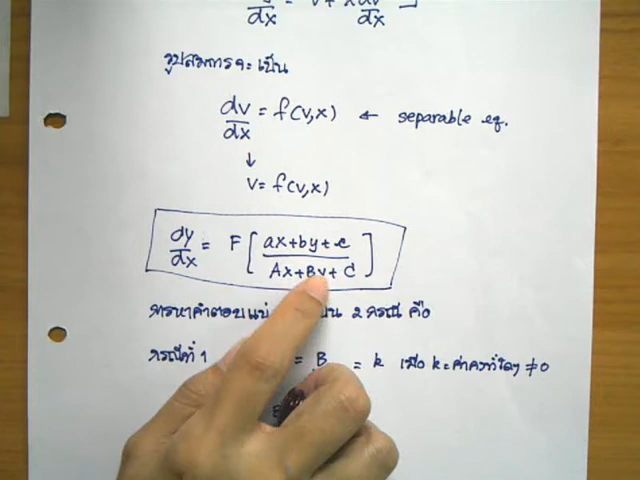 dx = v + x dv/dx
รูปสมการจะเป็น
dv/dx = f(v,x) ← separable eq.
↓
v = f(v,x)
dy/dx = F [ (ax+by+c)/(Ax+By+C) ]
การหาคำตอบแบ่ เป็น 2 กรณี คือ
กรณีที่ 1 = B = k เมื่อ k = ค่าคงที่ใดๆ ≠ 0